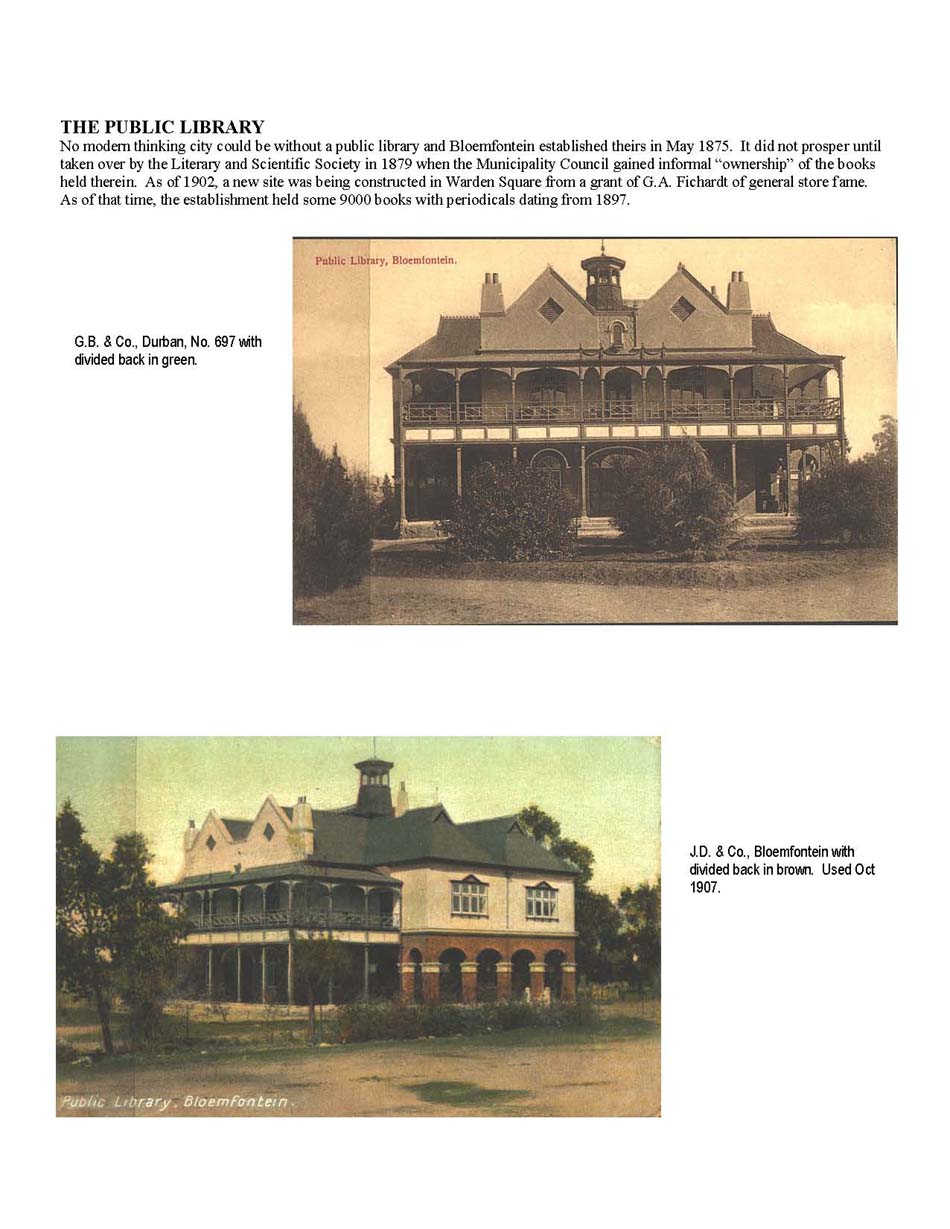 THE PUBLIC LIBRARY
No modern thinking city could be without a public library and Bloemfontein established theirs in May 1875.  It did not prosper until
taken over by the Literary and Scientific Society in 1879 when the Municipality Council gained informal “ownership” of the books
held therein.  As of 1902, a new site was being constructed in Warden Square from a grant of G.A. Fichardt of general store fame.
As of that time, the establishment held some 9000 books with periodicals dating from 1897.
Public Library, Bloemfontein.
G.B. & Co., Durban, No. 697 with
divided back in green.
J.D. & Co., Bloemfontein with
divided back in brown.  Used Oct
1907.
Public Library, Bloemfontein.